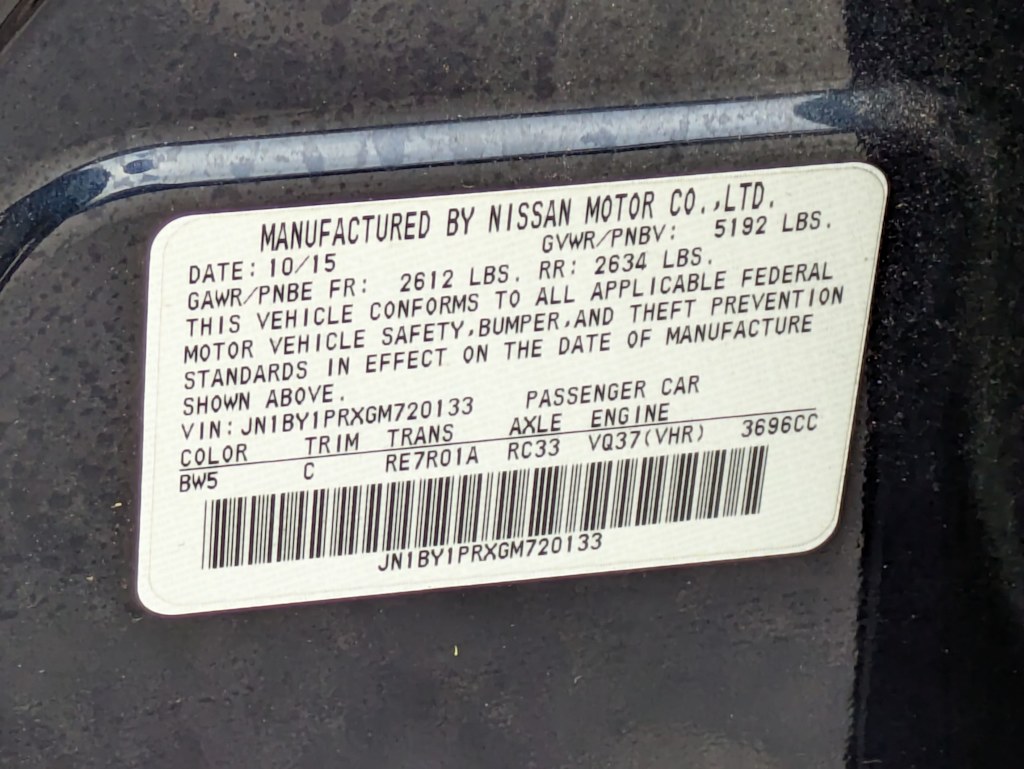 MANUFACTURED BY NISSAN MOTOR CO.,LTD.
DATE: 10/15 GVWR/PNBV: 5192 LBS.
GAWR/PNBE FR: 2612 LBS. RR: 2634 LBS.
THIS VEHICLE CONFORMS TO ALL APPLICABLE FEDERAL
MOTOR VEHICLE SAFETY,BUMPER,AND THEFT PREVENTION
STANDARDS IN EFFECT ON THE DATE OF MANUFACTURE
SHOWN ABOVE.
VIN:JN1BY1PRXGM720133 PASSENGER CAR
COLOR TRIM TRANS AXLE ENGINE
BW5 C RE7R01A RC33 VQ37(VHR) 3696CC
JN1BY1PRXGM720133